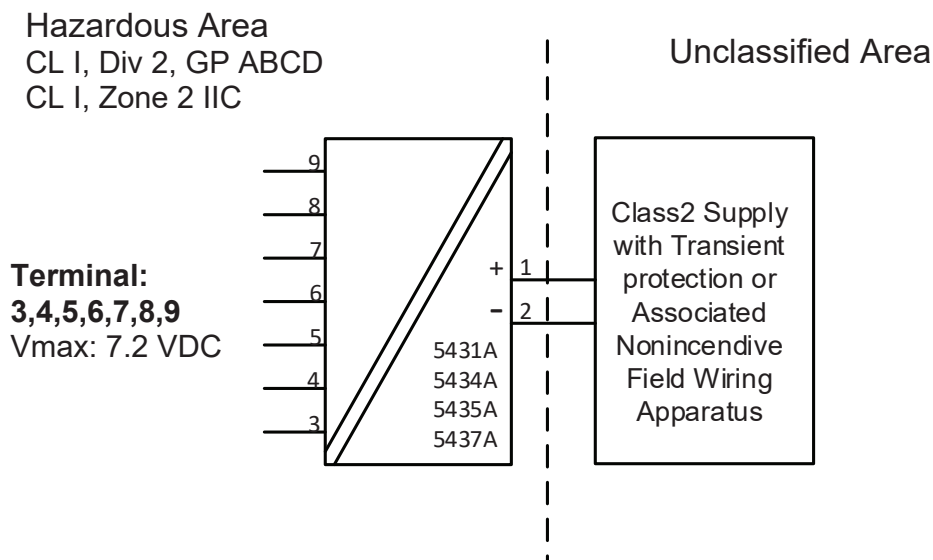 Hazardous Area
CL I, Div 2, GP ABCD
CL I, Zone 2 IIC
Unclassified Area
9
8
7
6
5
4
3
Terminal:
3,4,5,6,7,8,9
Vmax: 7.2 VDC
+ 1
- 2
5431A
5434A
5435A
5437A
Class2 Supply
with Transient
protection or
Associated
Nonincendive
Field Wiring
Apparatus